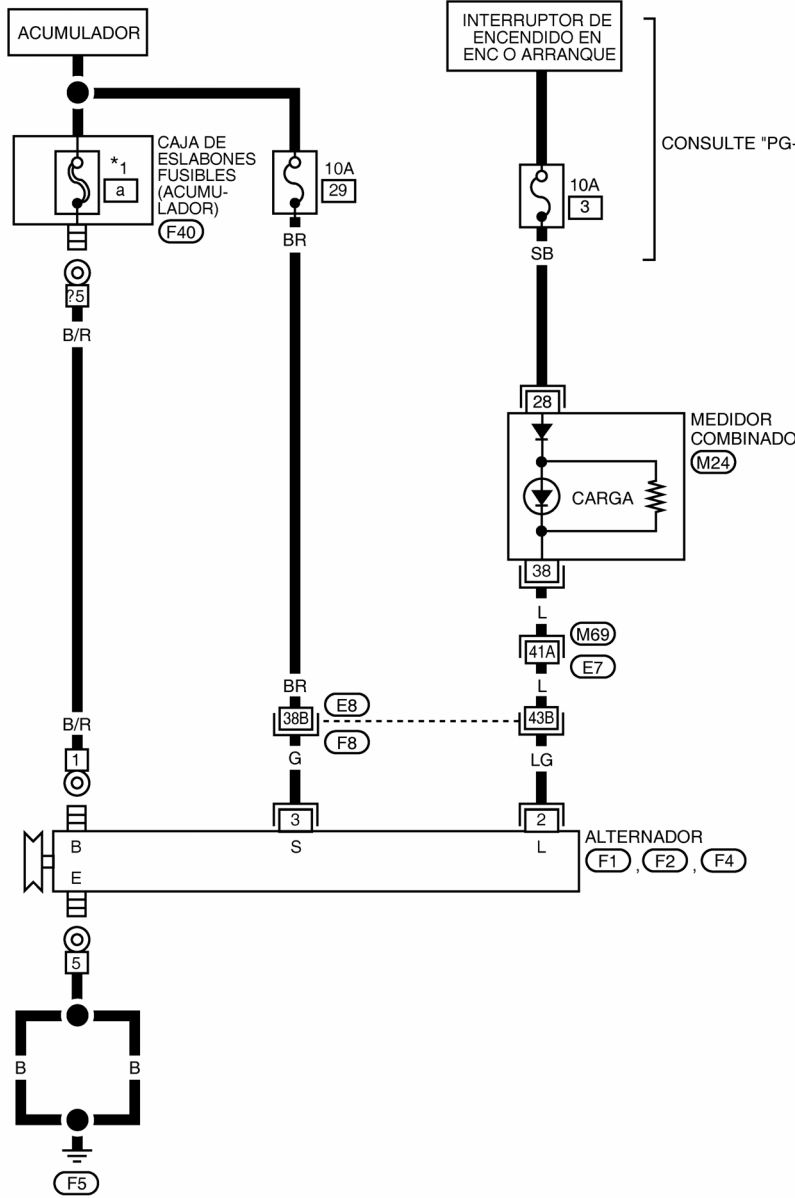 ACUMULADOR
INTERRUPTOR DE
ENCENDIDO EN
ENC O ARRANQUE
CONSULTE "PG-
CAJA DE
ESLABONES
FUSIBLES
(ACUMU-
LADOR)
F40
*1
a
10A
29
10A
3
BR
SB
?5
B/R
28
MEDIDOR
COMBINADO
M24
CARGA
38
L
M69
41A
E7
BR
L
B/R
38B
E8
43B
F8
1
G
LG
3
2
ALTERNADOR
F1 , F2 , F4
B
S
L
E
5
B
B
F5